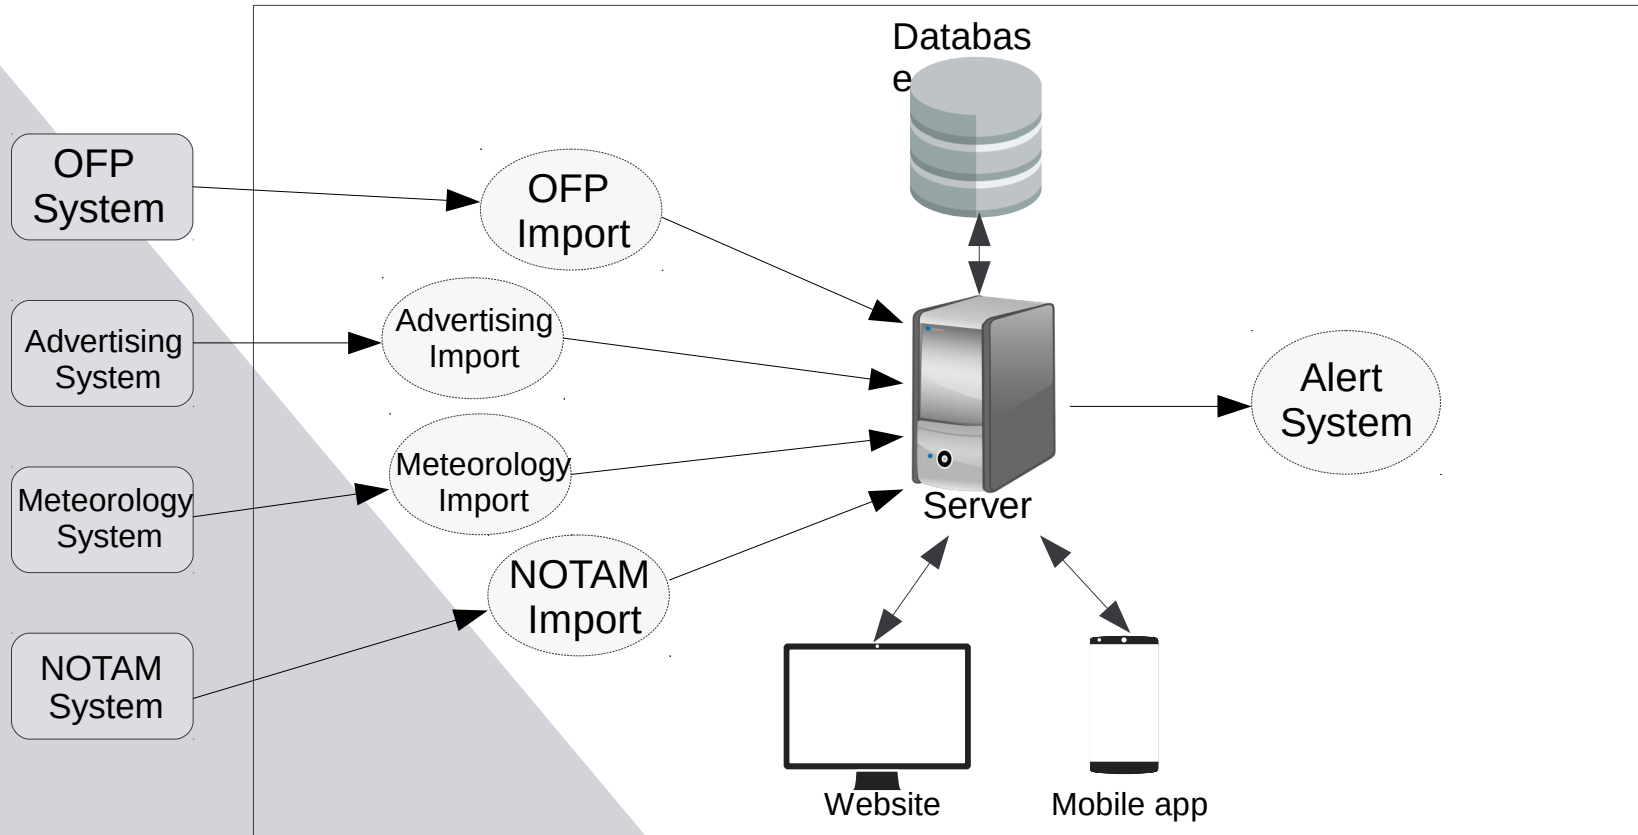 Databas
e
OFP
System
OFP
Import
Advertising
System
Advertising
Import
Meteorology
System
Meteorology
Import
NOTAM
System
NOTAM
Import
Server
Alert
System
Website
Mobile app